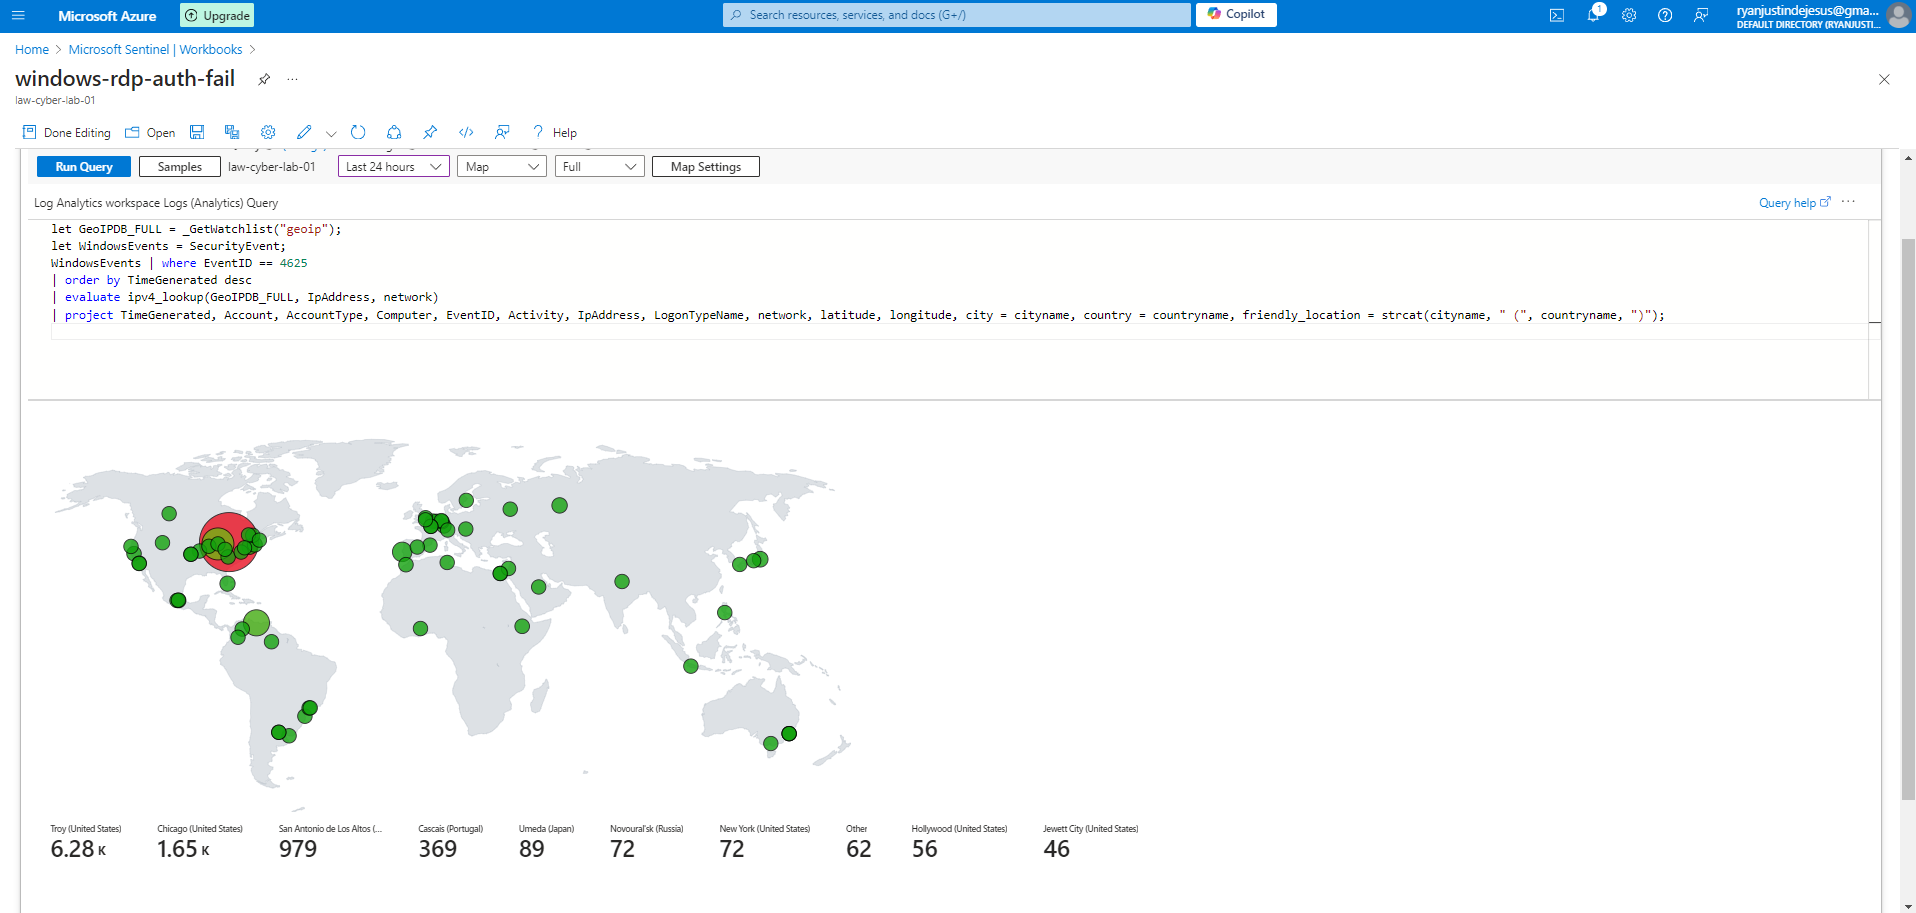 Microsoft Azure
Upgrade
Search resources, services, and docs (G+/)
Copilot
1
ryanjustindejesus@gma...
DEFAULT DIRECTORY (RYANJUSTI...
Home > Microsoft Sentinel | Workbooks >
windows-rdp-auth-fail
...
law-cyber-lab-01
Done Editing
Open
Help
Run Query
Samples
law-cyber-lab-01
Last 24 hours
Map
Full
Map Settings
Log Analytics workspace Logs (Analytics) Query
Query help
...
let GeoIPDB_FULL = _GetWatchlist("geoip");
let WindowsEvents = SecurityEvent;
WindowsEvents | where EventID == 4625
| order by TimeGenerated desc
| evaluate ipv4_lookup(GeoIPDB_FULL, IpAddress, network)
| project TimeGenerated, Account, AccountType, Computer, EventID, Activity, IpAddress, LogonTypeName, network, latitude, longitude, city = cityname, country = countryname, friendly_location = strcat(cityname, " (", countryname, ")");
Troy (United States)
6.28 K
Chicago (United States)
1.65 K
San Antonio de Los Altos (...
979
Cascais (Portugal)
369
Umeda (Japan)
89
Novoural'sk (Russia)
72
New York (United States)
72
Other
62
Hollywood (United States)
56
Jewett City (United States)
46